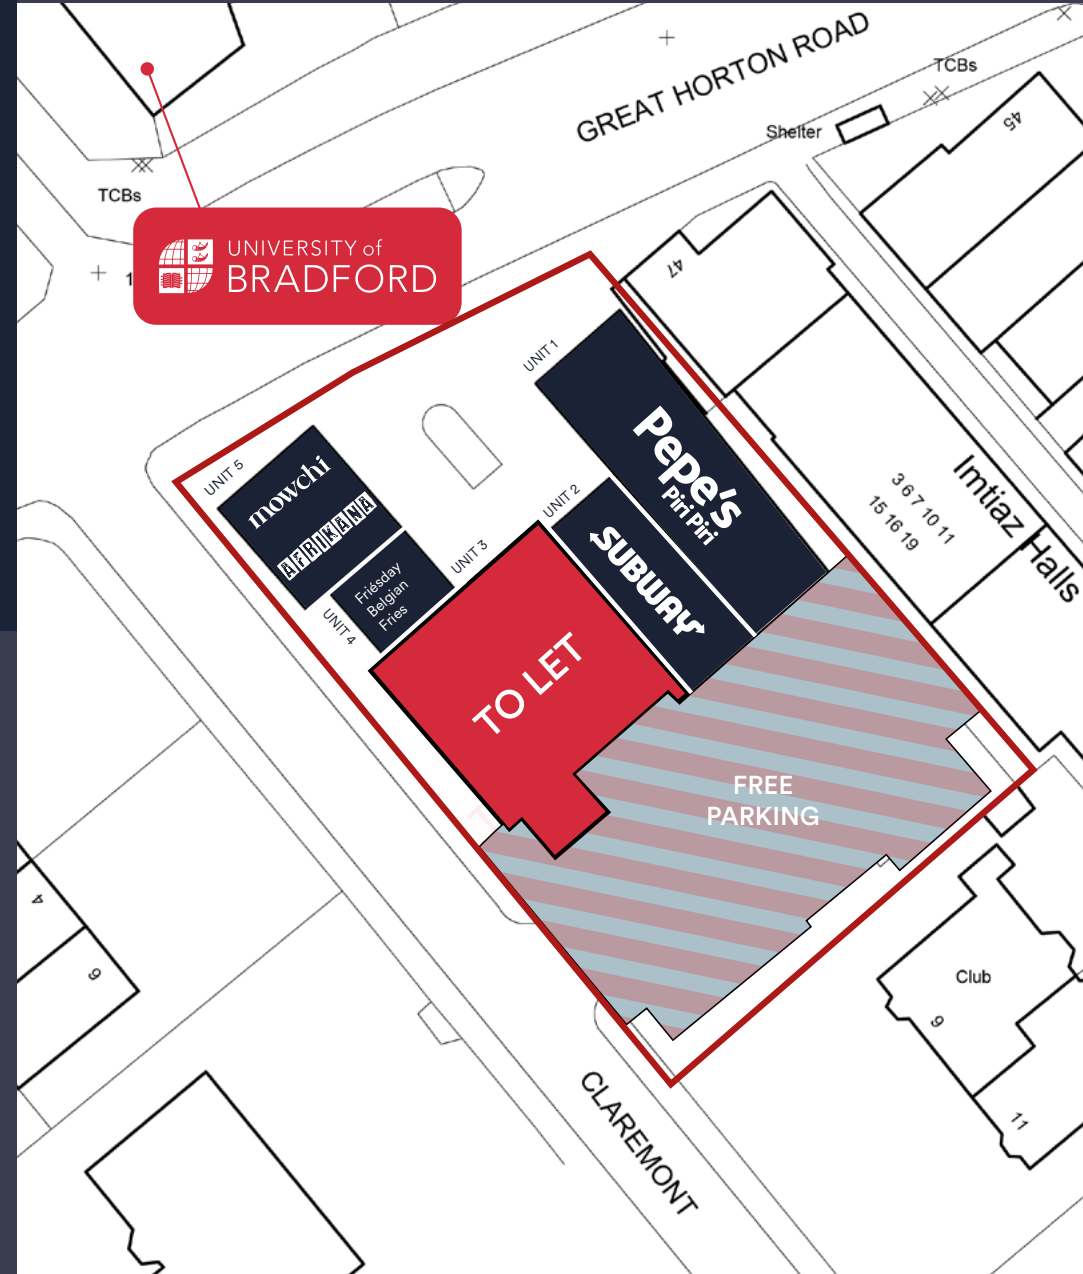 GREAT HORTON ROAD
TCBs
Shelter
45
TCBs
UNIVERSITY of
BRADFORD
1
47
UNIT 1
Pepe's
Piri Piri
UNIT 5
mowchi
AFRIKANA
UNIT 2
SUBWAY
UNIT 3
Friésday
Belgian
Fries
UNIT 4
TO LET
3 6 7 10 11
15 16 19
Imtiaz Halls
FREE
PARKING
4
6
Club
9
11
CLAREMONT